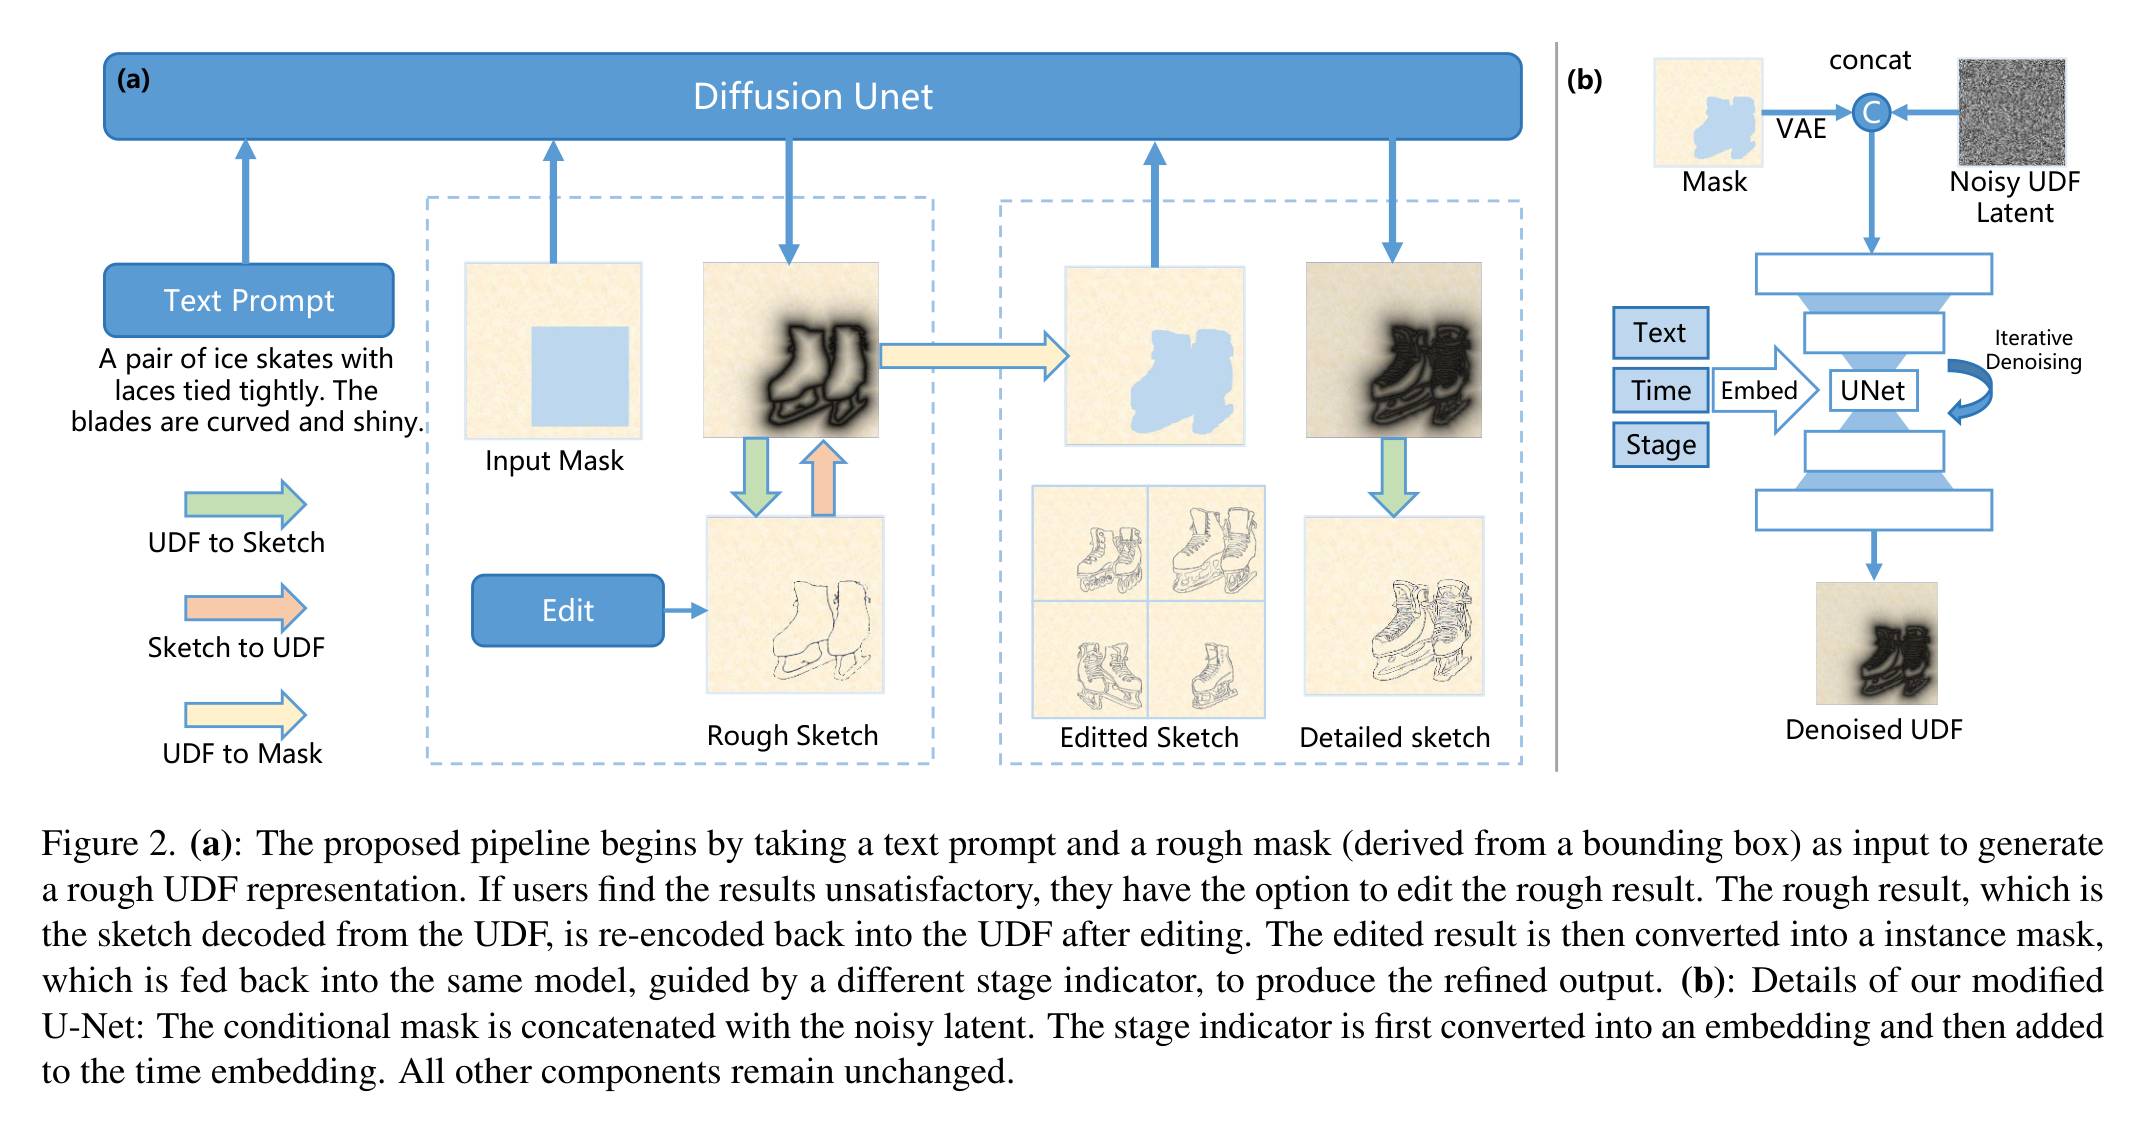 (a)
Diffusion Unet
Text Prompt
A pair of ice skates with
laces tied tightly. The
blades are curved and shiny.
UDF to Sketch
Sketch to UDF
UDF to Mask
Input Mask
Edit
Rough Sketch
Editted Sketch
Detailed sketch
(b)
concat
C
VAE
Mask
Noisy UDF
Latent
Text
Time
Stage
Embed
UNet
Iterative
Denoising
Denoised UDF
Figure 2. (a): The proposed pipeline begins by taking a text prompt and a rough mask (derived from a bounding box) as input to generate
a rough UDF representation. If users find the results unsatisfactory, they have the option to edit the rough result. The rough result, which is
the sketch decoded from the UDF, is re-encoded back into the UDF after editing. The edited result is then converted into a instance mask,
which is fed back into the same model, guided by a different stage indicator, to produce the refined output. (b): Details of our modified
U-Net: The conditional mask is concatenated with the noisy latent. The stage indicator is first converted into an embedding and then added
to the time embedding. All other components remain unchanged.